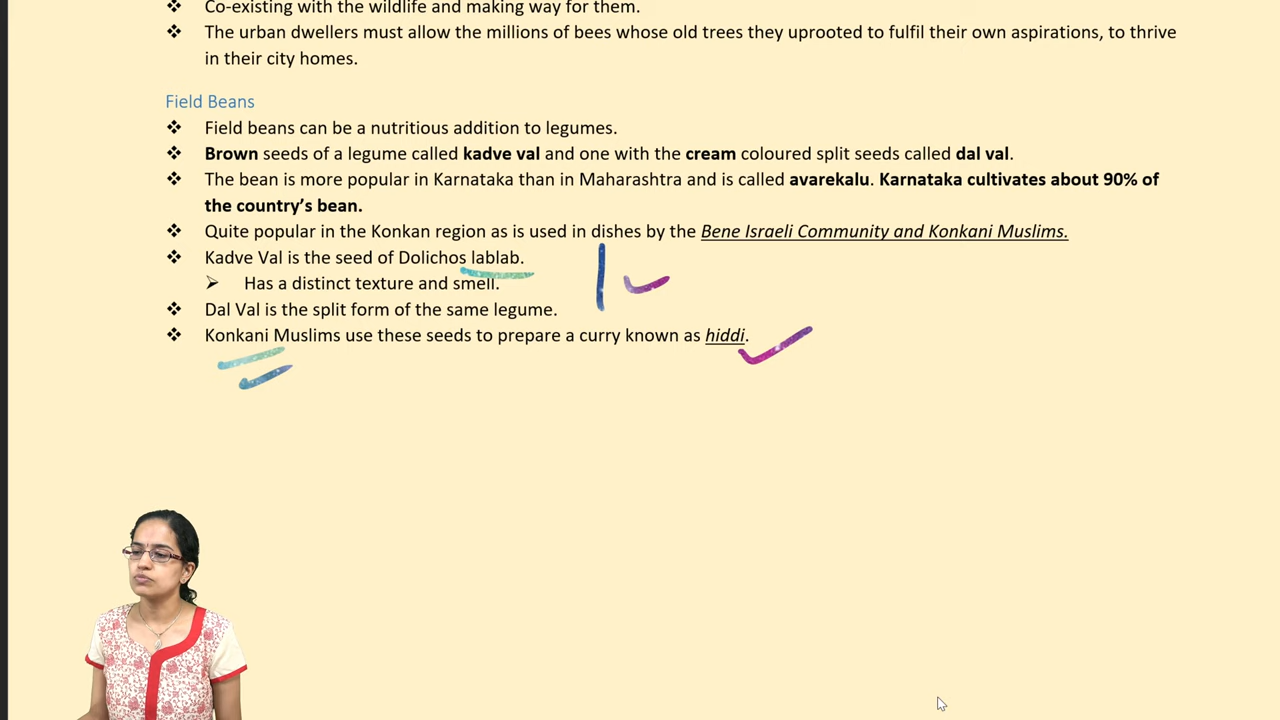 ❖ Co-existing with the wildlife and making way for them.
❖ The urban dwellers must allow the millions of bees whose old trees they uprooted to fulfil their own aspirations, to thrive
in their city homes.
Field Beans
❖ Field beans can be a nutritious addition to legumes.
❖ Brown seeds of a legume called kadve val and one with the cream coloured split seeds called dal val.
❖ The bean is more popular in Karnataka than in Maharashtra and is called avarekalu. Karnataka cultivates about 90% of
the country’s bean.
❖ Quite popular in the Konkan region as is used in dishes by the Bene Israeli Community and Konkani Muslims.
❖ Kadve Val is the seed of Dolichos lablab.
➢ Has a distinct texture and smell.
❖ Dal Val is the split form of the same legume.
❖ Konkani Muslims use these seeds to prepare a curry known as hiddi.